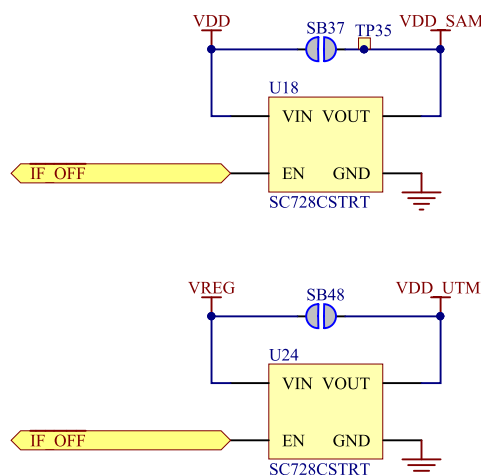 VDD SB37 TP35 VDD_SAM
U18
VIN VOUT
IF_OFF EN GND
SC728CSTRT
VREG SB48 VDD_UTM
U24
VIN VOUT
IF_OFF EN GND
SC728CSTRT